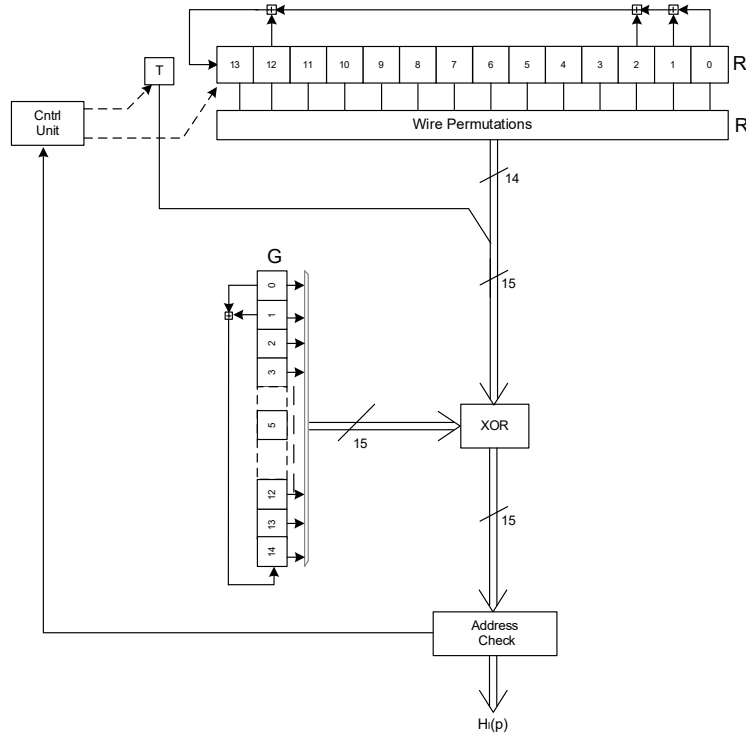 13 12 11 10 9 8 7 6 5 4 3 2 1 0
R
T
Cntrl
Unit
Wire Permutations
R
14
G
0
1
2
3
5
12
13
14
15
15
XOR
15
Address
Check
Hl(p)